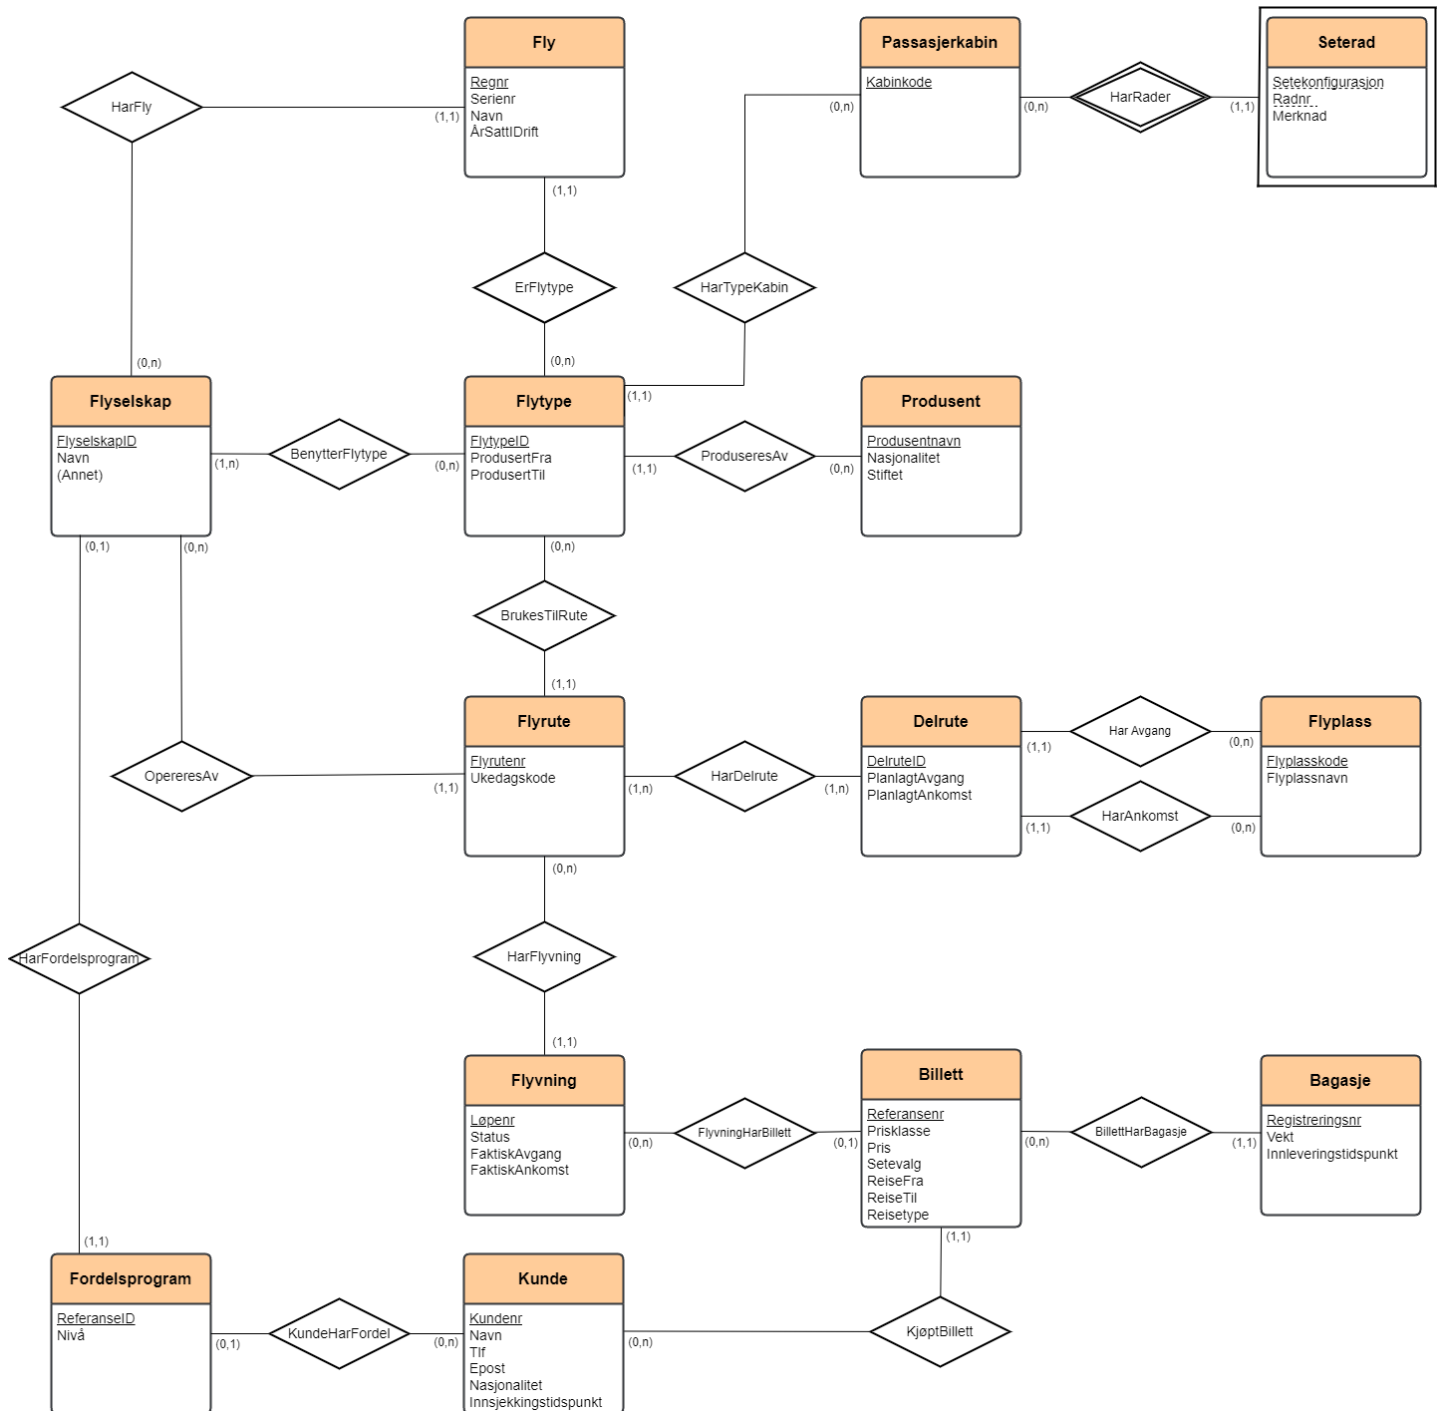 Fly
Regnr
Serienr
Navn
ÅrSattIDrift
Passasjerkabin
Kabinkode
Seterad
Setekonfigurasjon
Radnr
Merknad
HarFly
(1,1)
(0,n)
(0,n)
HarRader
(1,1)
(1,1)
ErFlytype
HarTypeKabin
(0,n)
(0,n)
(1,1)
Flyselskap
FlyselskapID
Navn
(Annet)
(1,n)
BenytterFlytype
(0,n)
Flytype
FlytypeID
ProdusertFra
ProdusertTil
(1,1)
ProduseresAv
(0,n)
Produsent
Produsentnavn
Nasjonalitet
Stiftet
(0,1)
(0,n)
(0,n)
BrukesTilRute
(1,1)
OpereresAv
(1,1)
Flyrute
Flyrutenr
Ukedagskode
(1,n)
HarDelrute
(1,n)
Delrute
DelruteID
PlanlagtAvgang
PlanlagtAnkomst
(1,1)
Har Avgang
(0,n)
(1,1)
HarAnkomst
(0,n)
Flyplass
Flyplasskode
Flyplassnavn
(0,n)
HarFordelsprogram
HarFlyvning
(1,1)
Flyvning
Løpenr
Status
FaktiskAvgang
FaktiskAnkomst
(0,n)
FlyvningHarBillett
(0,1)
Billett
Referansenr
Prisklasse
Pris
Setevalg
ReiseFra
ReiseTil
Reisetype
(0,n)
BillettHarBagasje
(1,1)
Bagasje
Registreringsnr
Vekt
Innleveringstidspunkt
(1,1)
(1,1)
Fordelsprogram
ReferanseID
Nivå
(0,1)
KundeHarFordel
(0,n)
Kunde
Kundenr
Navn
Tlf
Epost
Nasjonalitet
Innsjekkingstidspunkt
(0,n)
KjøptBillett